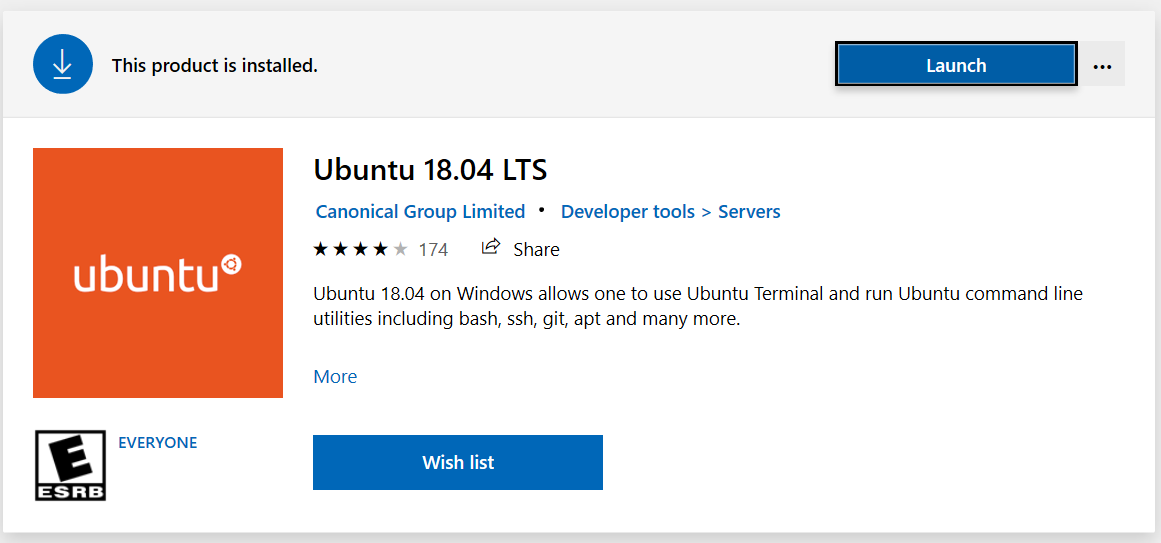 This product is installed.
Launch
...
Ubuntu 18.04 LTS
Canonical Group Limited • Developer tools > Servers
174 Share
Ubuntu 18.04 on Windows allows one to use Ubuntu Terminal and run Ubuntu command line
utilities including bash, ssh, git, apt and many more.
More
ubuntu
E
ESRB
EVERYONE
Wish list